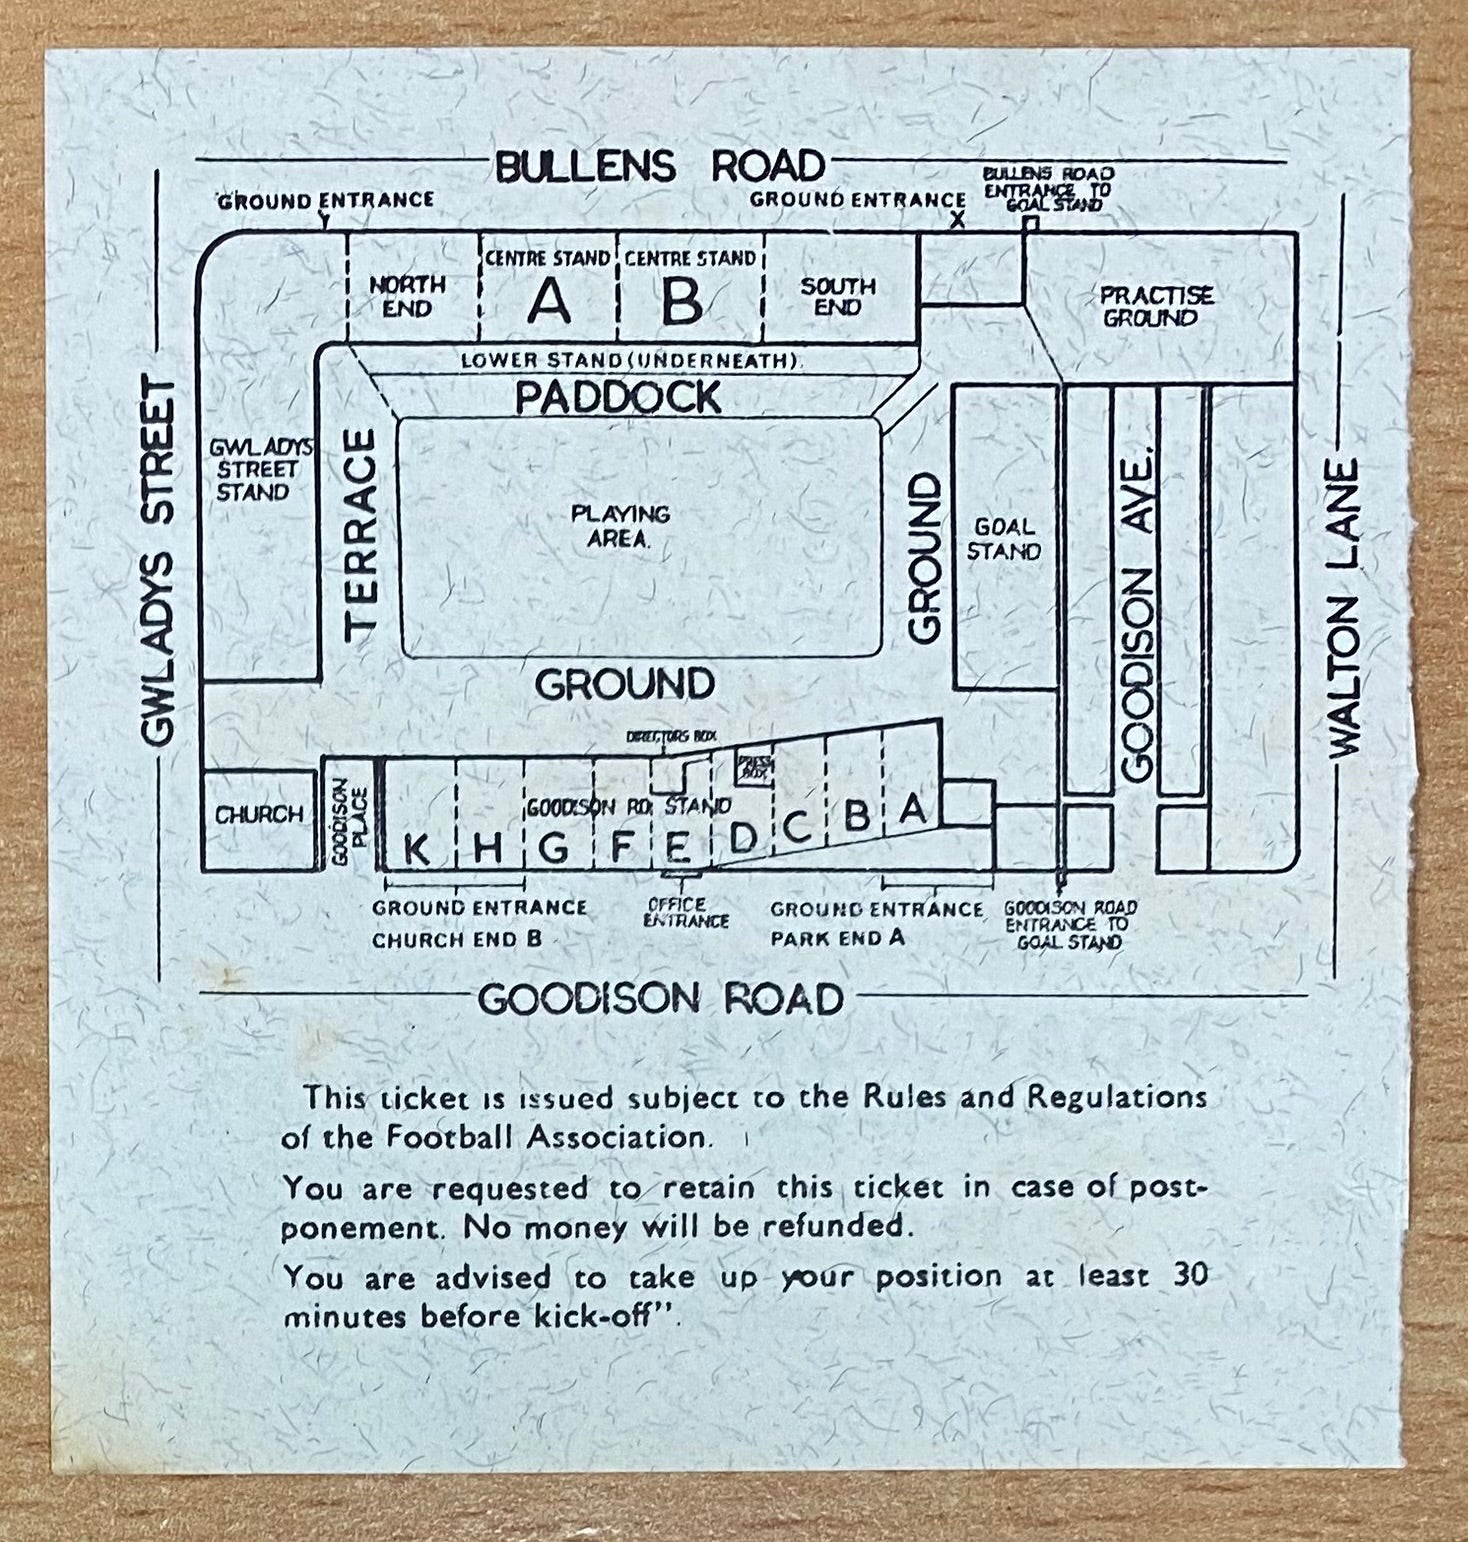 BULLENS ROAD
GROUND ENTRANCE
Y
GROUND ENTRANCE
X
BULLENS ROAD
ENTRANCE TO
GOAL STAND
NORTH
END
CENTRE STAND
A
CENTRE STAND
B
SOUTH
END
PRACTISE
GROUND
LOWER STAND (UNDERNEATH).
PADDOCK
GWLADYS STREET
GWLADYS
STREET
STAND
TERRACE
PLAYING
AREA.
GROUND
GOAL
STAND
GOODISON AVE.
WALTON LANE
GROUND
DIRECTORS BOX
PRESS
BOX
CHURCH
GOODISON
PLACE
GOODISON RD. STAND
K H G F E D C B A
GROUND ENTRANCE
CHURCH END B
OFFICE
ENTRANCE
GROUND ENTRANCE
PARK END A
GOODISON ROAD
ENTRANCE TO
GOAL STAND
GOODISON ROAD
This ticket is issued subject to the Rules and Regulations
of the Football Association.
You are requested to retain this ticket in case of post-
ponement. No money will be refunded.
You are advised to take up your position at least 30
minutes before kick-off”.